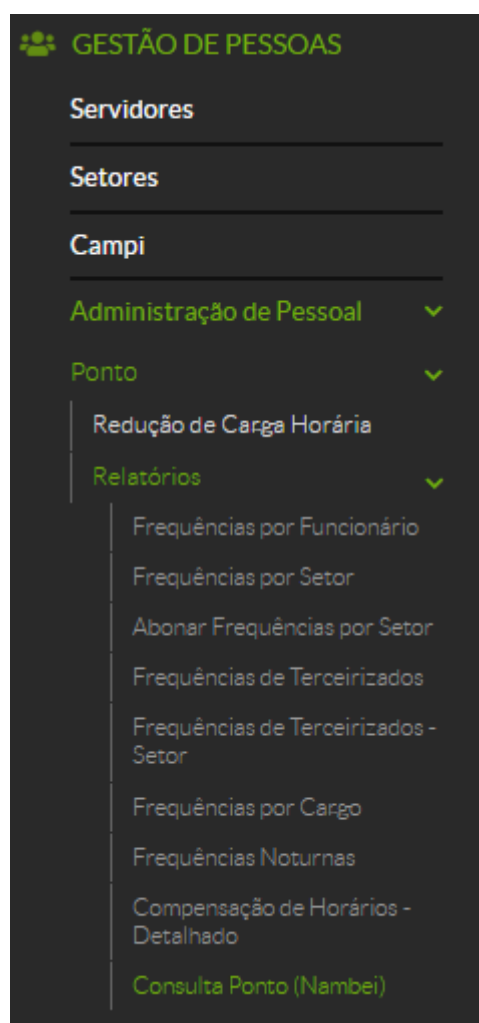 GESTÃO DE PESSOAS
Servidores
Setores
Campi
Administração de Pessoal
Ponto
Redução de Carga Horária
Relatórios
Frequências por Funcionário
Frequências por Setor
Abonar Frequências por Setor
Frequências de Terceirizados
Frequências de Terceirizados -
Setor
Frequências por Cargo
Frequências Noturnas
Compensação de Horários -
Detalhado
Consulta Ponto (Nambei)